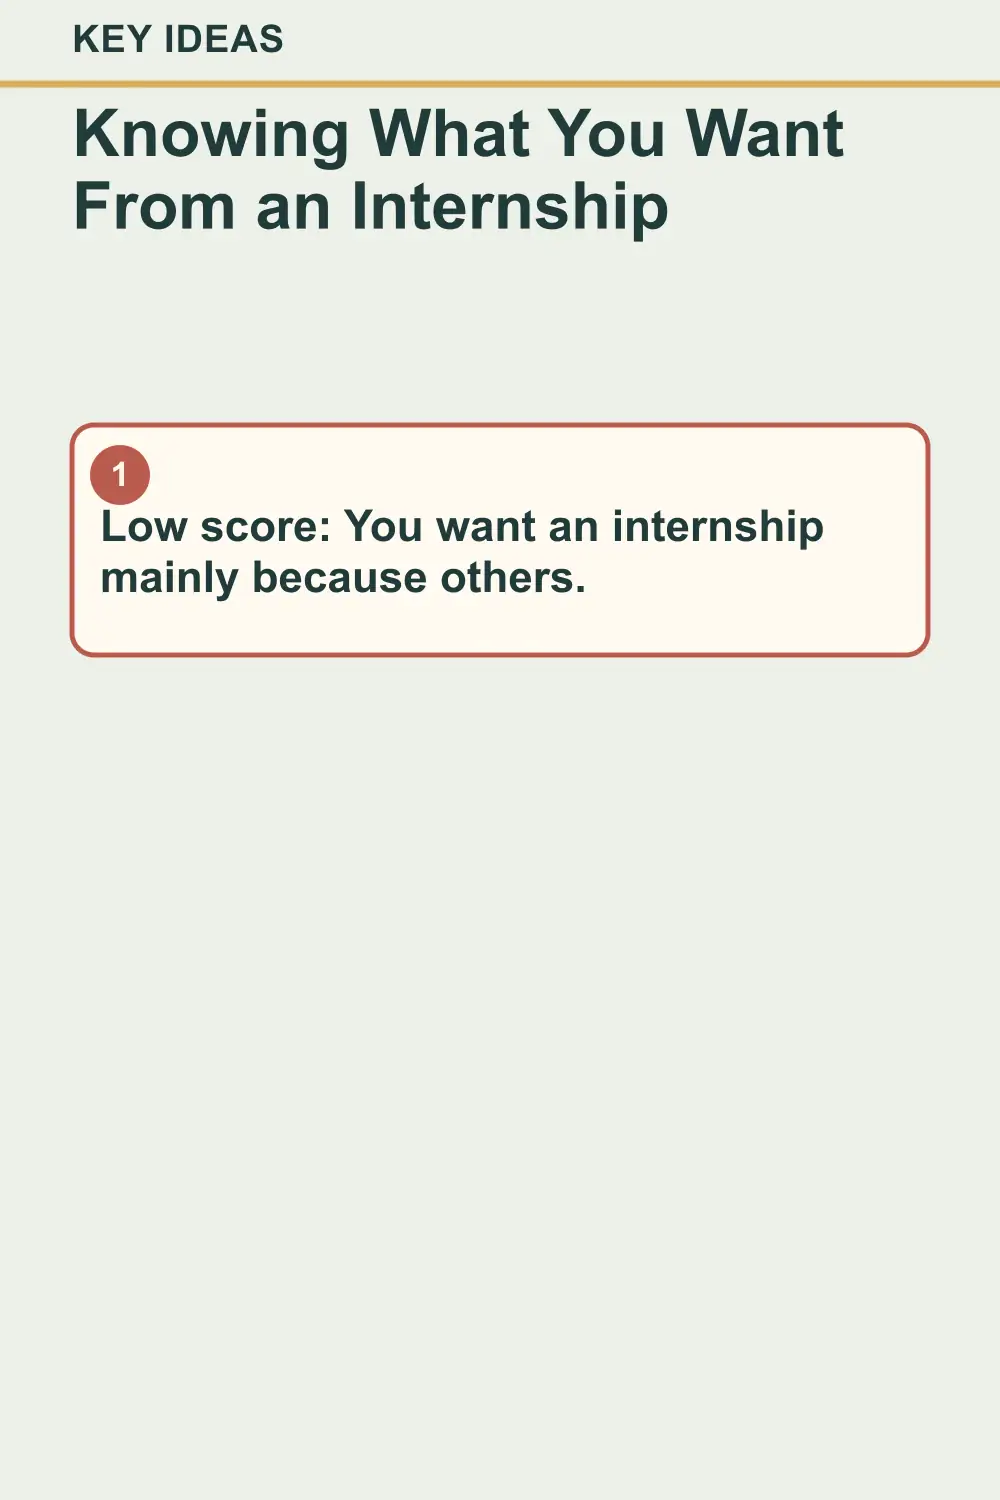 KEY IDEAS
Knowing What You Want
From an Internship
1
Low score: You want an internship
mainly because others.